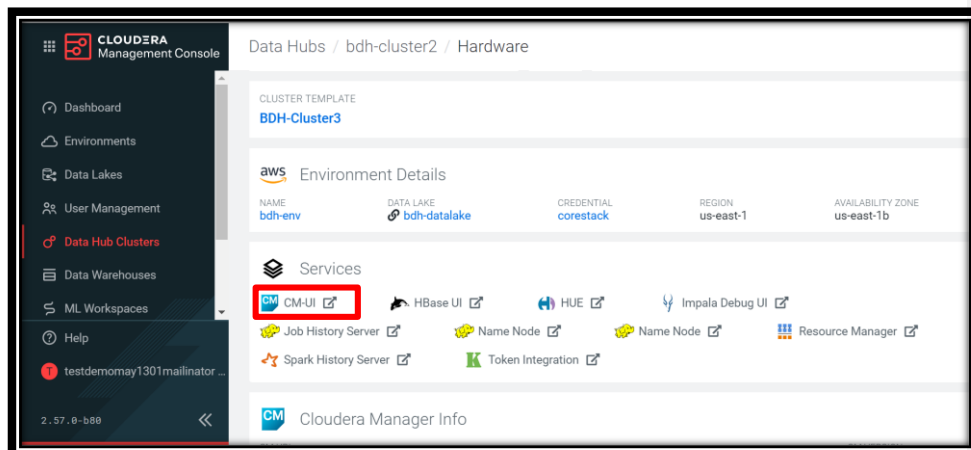 CLOUDERA
Management Console
Dashboard
Environments
Data Lakes
User Management
Data Hub Clusters
Data Warehouses
ML Workspaces
Help
T testdemomay1301mailinator ...
2.57.0-b80
Data Hubs / bdh-cluster2 / Hardware
CLUSTER TEMPLATE
BDH-Cluster3
aws Environment Details
NAME DATA LAKE CREDENTIAL REGION AVAILABILITY ZONE
bdh-env bdh-datalake corestack us-east-1 us-east-1b
Services
CM CM-UI HBase UI HUE Impala Debug UI
Job History Server Name Node Name Node Resource Manager
Spark History Server K Token Integration
CM Cloudera Manager Info